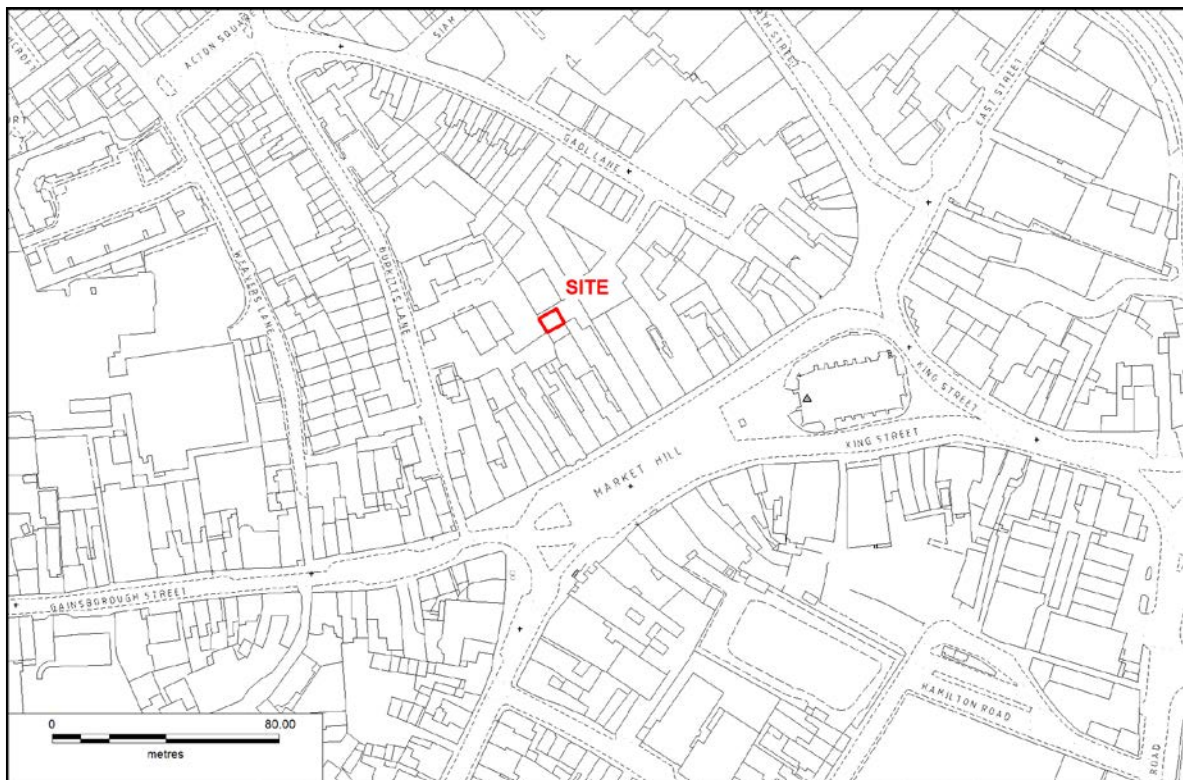 ACTON SQUARE
SIAM
GAOL LANE
EAST STREET
SITE
WEAVERS LANE
BURKITTS LANE
KING STREET
KING STREET
MARKET HILL
GAINSBOROUGH STREET
HAMILTON ROAD
ROAD
0 80.00
metres